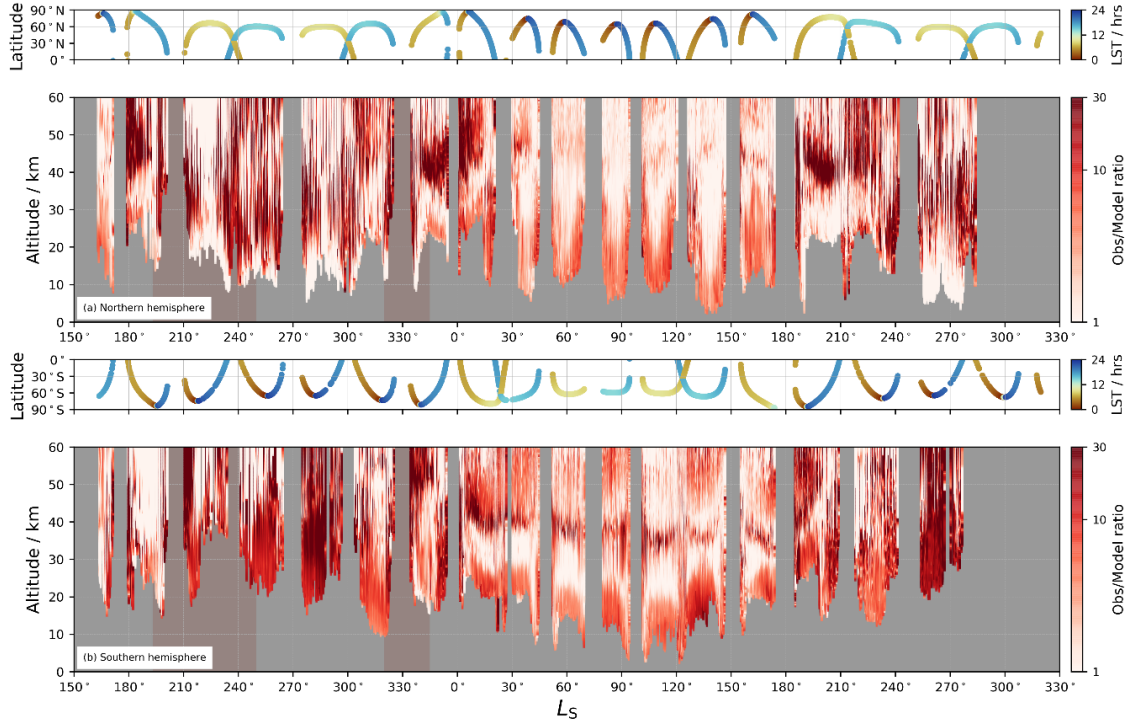 Latitude
90° N
60° N
30° N
0°
24
12
0
LST / hrs
Altitude / km
60
50
40
30
20
10
0
(a) Northern hemisphere
30
10
1
Obs/Model ratio
150° 180° 210° 240° 270° 300° 330° 0° 30° 60° 90° 120° 150° 180° 210° 240° 270° 300° 330°
Latitude
0°
30° S
60° S
90° S
24
12
0
LST / hrs
Altitude / km
60
50
40
30
20
10
0
(b) Southern hemisphere
30
10
1
Obs/Model ratio
150° 180° 210° 240° 270° 300° 330° 0° 30° 60° 90° 120° 150° 180° 210° 240° 270° 300° 330°
LS